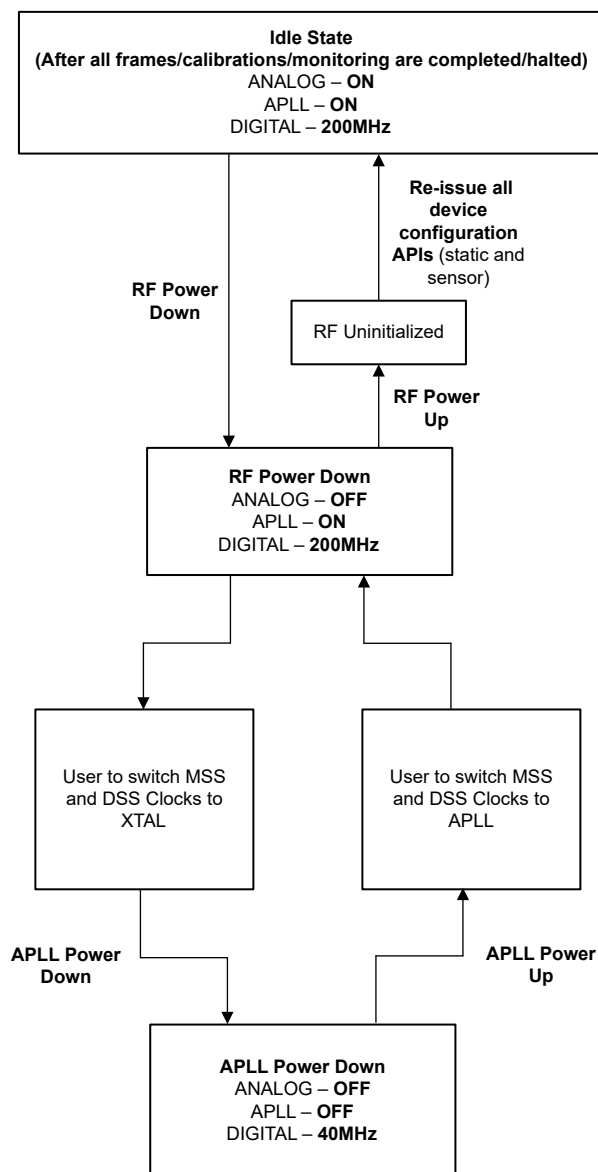 Idle State
(After all frames/calibrations/monitoring are completed/halted)
ANALOG – ON
APLL – ON
DIGITAL – 200MHz
Re-issue all
device
configuration
APIs (static and
sensor)
RF Power
Down
RF Uninitialized
RF Power
Up
RF Power Down
ANALOG – OFF
APLL – ON
DIGITAL – 200MHz
User to switch MSS
and DSS Clocks to
XTAL
User to switch MSS
and DSS Clocks to
APLL
APLL Power
Down
APLL Power
Up
APLL Power Down
ANALOG – OFF
APLL – OFF
DIGITAL – 40MHz